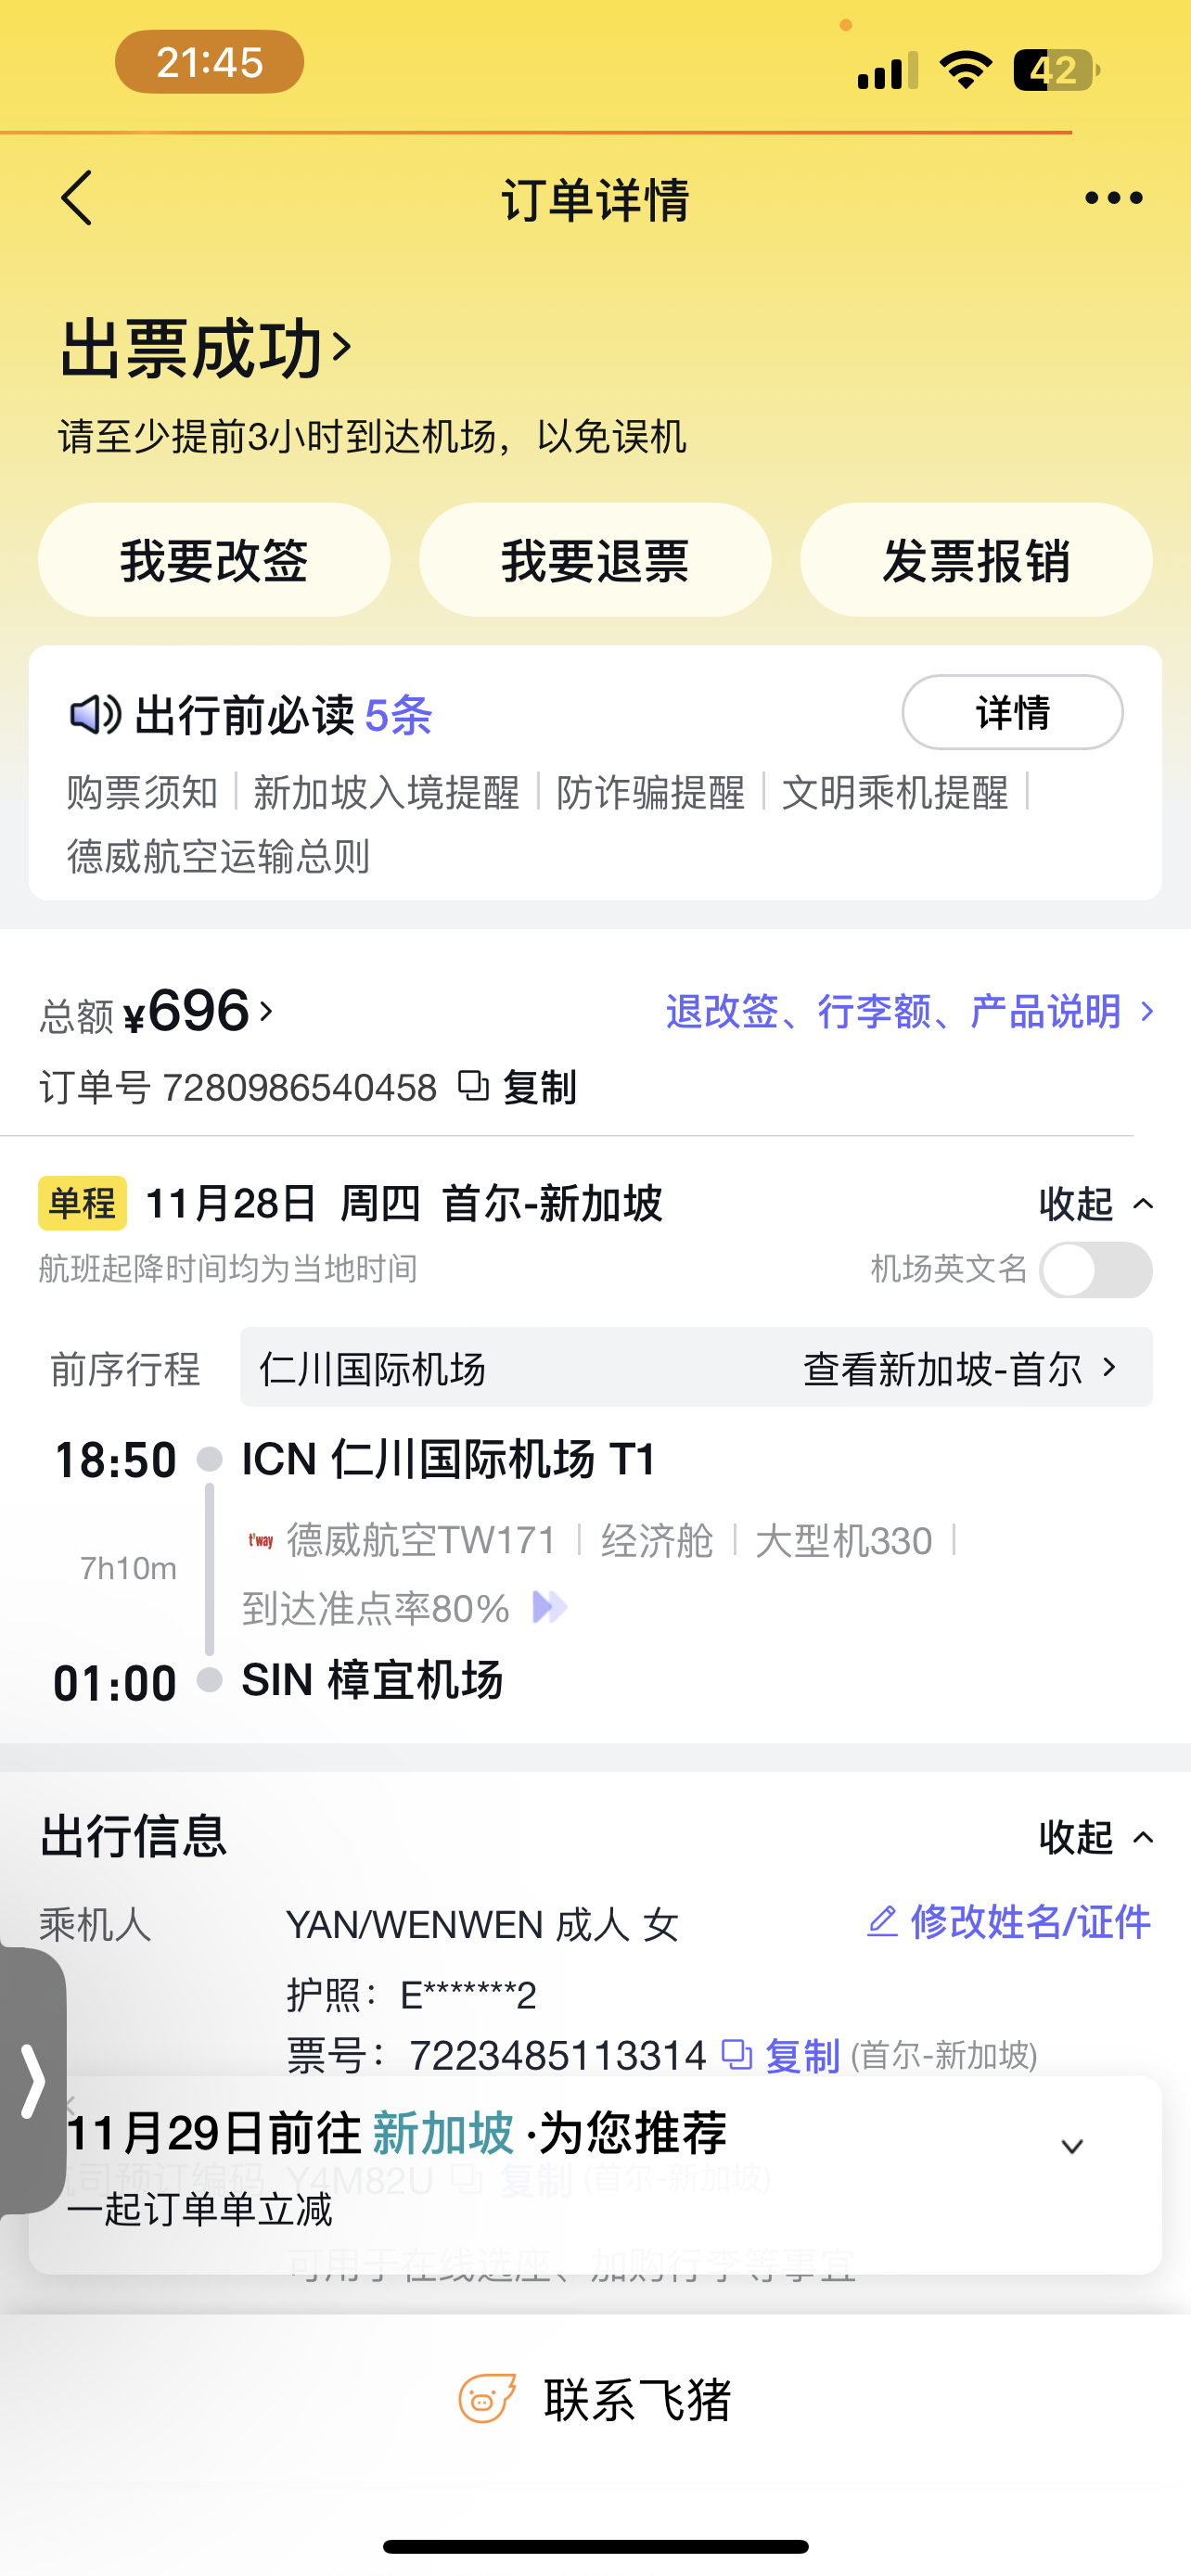 21:45
42
订单详情
出票成功
请至少提前3小时到达机场，以免误机
我要改签 我要退票 发票报销
出行前必读 5条 详情
购票须知 | 新加坡入境提醒 | 防诈骗提醒 | 文明乘机提醒 |
德威航空运输总则
总额 ¥696 退改签、行李额、产品说明
订单号 7280986540458 复制
单程 11月28日 周四 首尔-新加坡 收起
航班起降时间均为当地时间 机场英文名
前序行程 仁川国际机场 查看新加坡-首尔
18:50 ICN 仁川国际机场 T1
t'way 德威航空TW171 | 经济舱 | 大型机330 |
7h10m
到达准点率80%
01:00 SIN 樟宜机场
出行信息 收起
乘机人 YAN/WENWEN 成人 女 修改姓名/证件
护照：E*******2
票号：7223485113314 复制 (首尔-新加坡)
11月29日前往 新加坡 ·为您推荐
司预订编码 Y4M82U 复制 (首尔-新加坡)
一起订单单立减
可用于在线选座、加购行李等事宜
联系飞猪